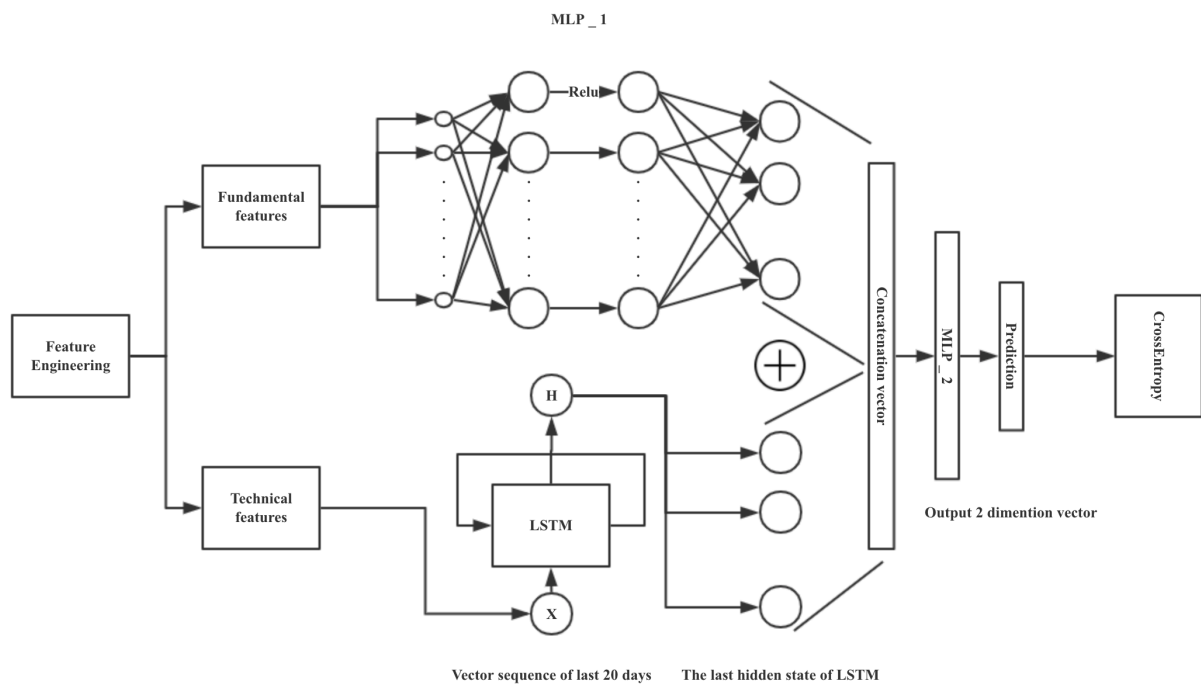 MLP _ 1
Relu
Fundamental
features
Feature
Engineering
Technical
features
H
LSTM
X
Concatenation vector
MLP _ 2
Prediction
CrossEntropy
Output 2 dimention vector
Vector sequence of last 20 days
The last hidden state of LSTM